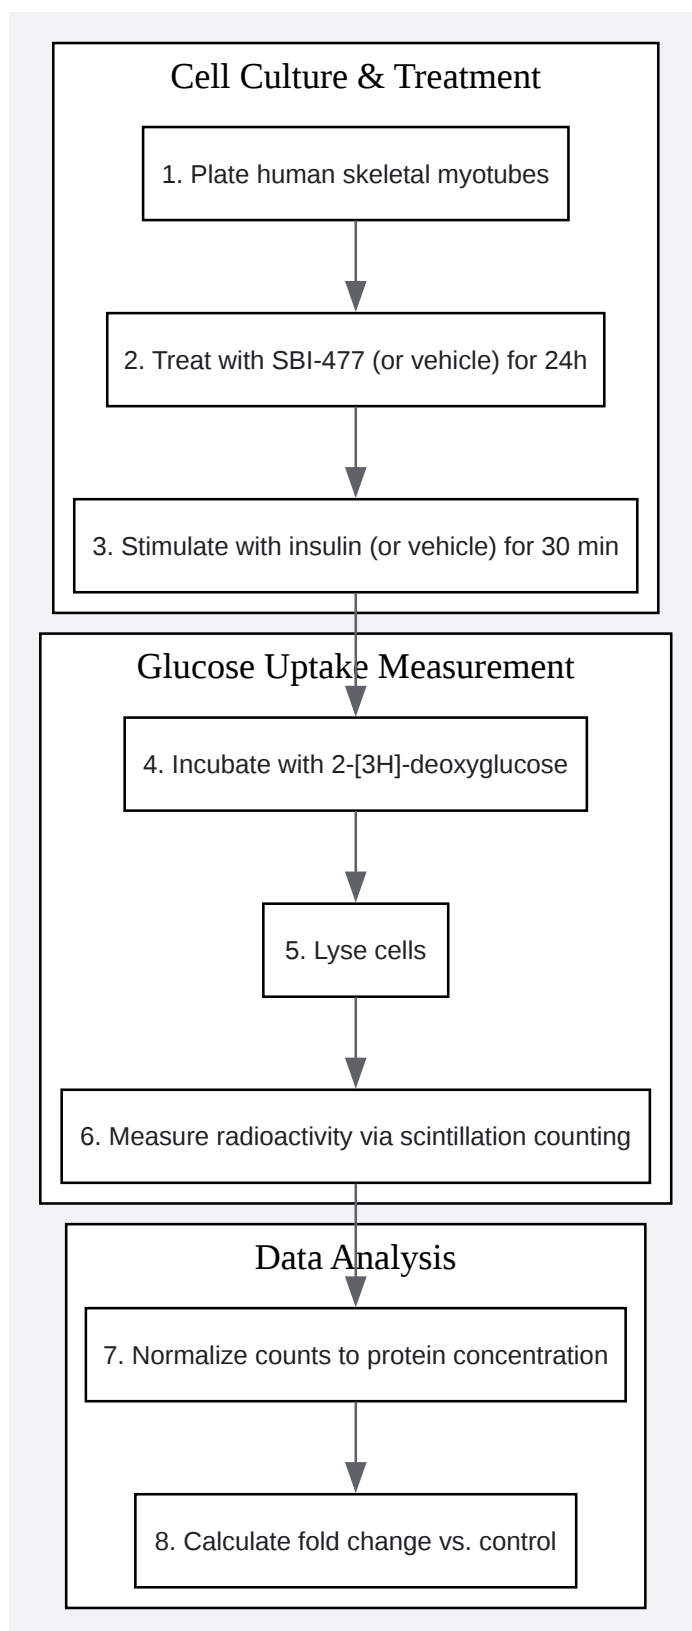 Cell Culture & Treatment
1. Plate human skeletal myotubes
2. Treat with SBI-477 (or vehicle) for 24h
3. Stimulate with insulin (or vehicle) for 30 min
Glucose Uptake Measurement
4. Incubate with 2-[3H]-deoxyglucose
5. Lyse cells
6. Measure radioactivity via scintillation counting
Data Analysis
7. Normalize counts to protein concentration
8. Calculate fold change vs. control